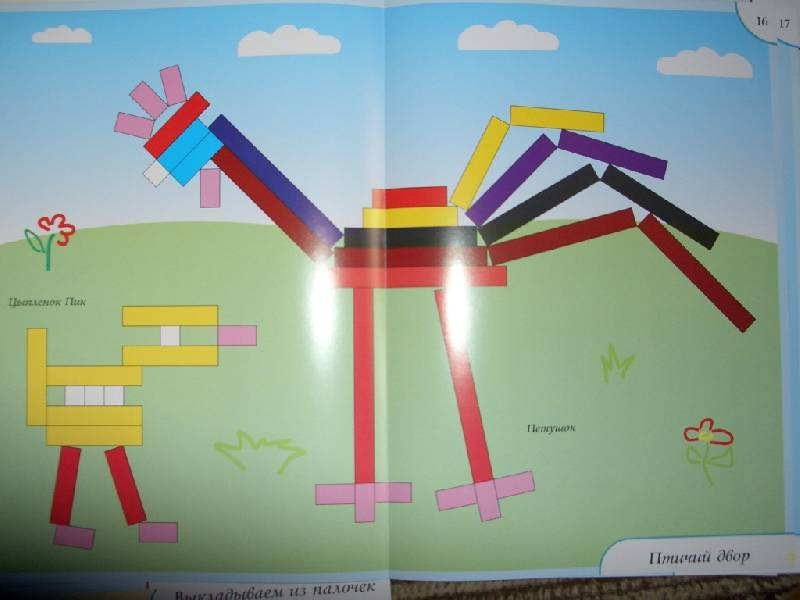 16 17
Цыпленок Пик
Петушок
Птичий двор
Выкладываем из палочек